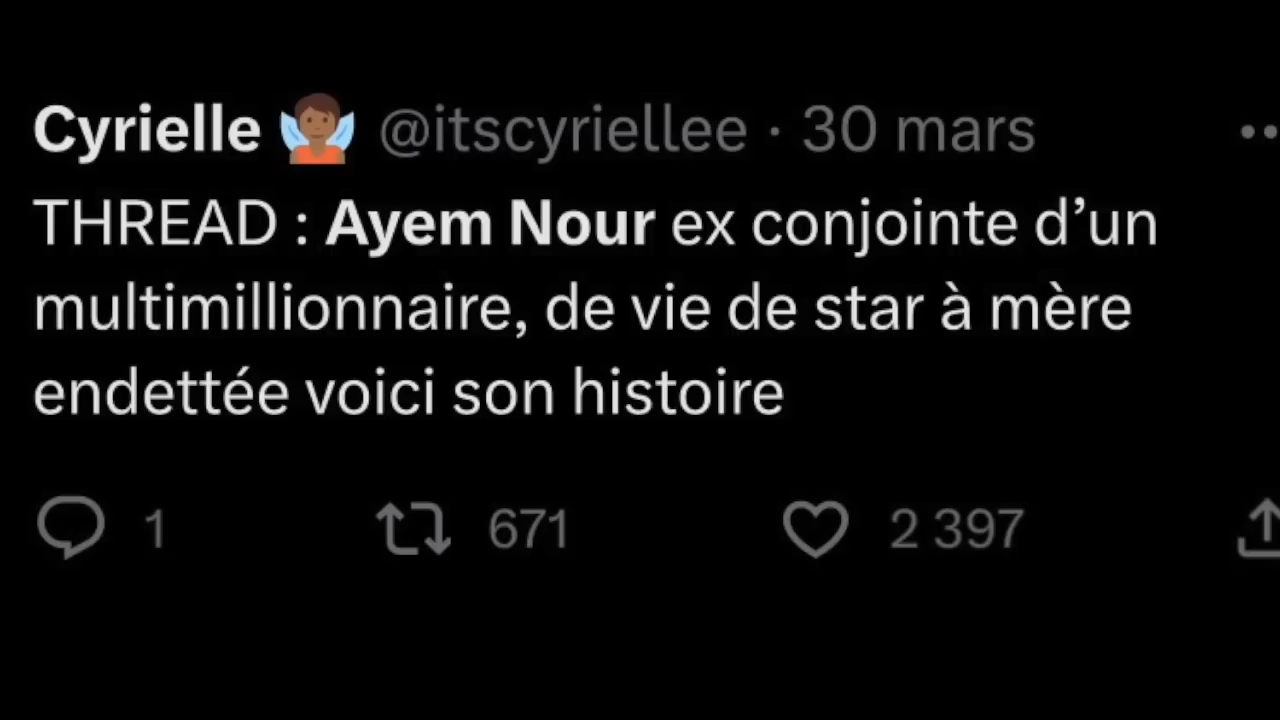 Cyrielle 🧚🏾 @itscyriellee · 30 mars
THREAD : Ayem Nour ex conjointe d’un
multimillionnaire, de vie de star à mère
endettée voici son histoire
1 671 2 397